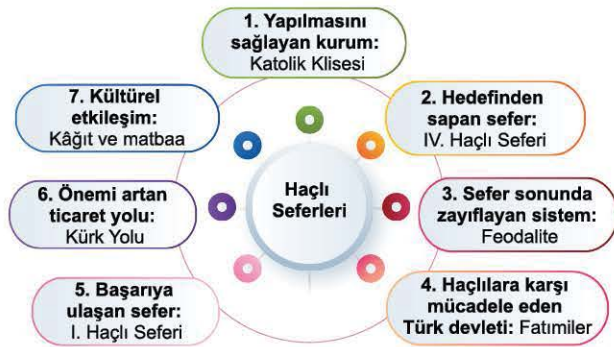 1. Yapılmasını
sağlayan kurum:
Katolik Klisesi
2. Hedefinden
sapan sefer:
IV. Haçlı Seferi
3. Sefer sonunda
zayıflayan sistem:
Feodalite
4. Haçlılara karşı
mücadele eden
Türk devleti: Fatımiler
5. Başarıya
ulaşan sefer:
I. Haçlı Seferi
6. Önemi artan
ticaret yolu:
Kürk Yolu
7. Kültürel
etkileşim:
Kâğıt ve matbaa
Haçlı
Seferleri